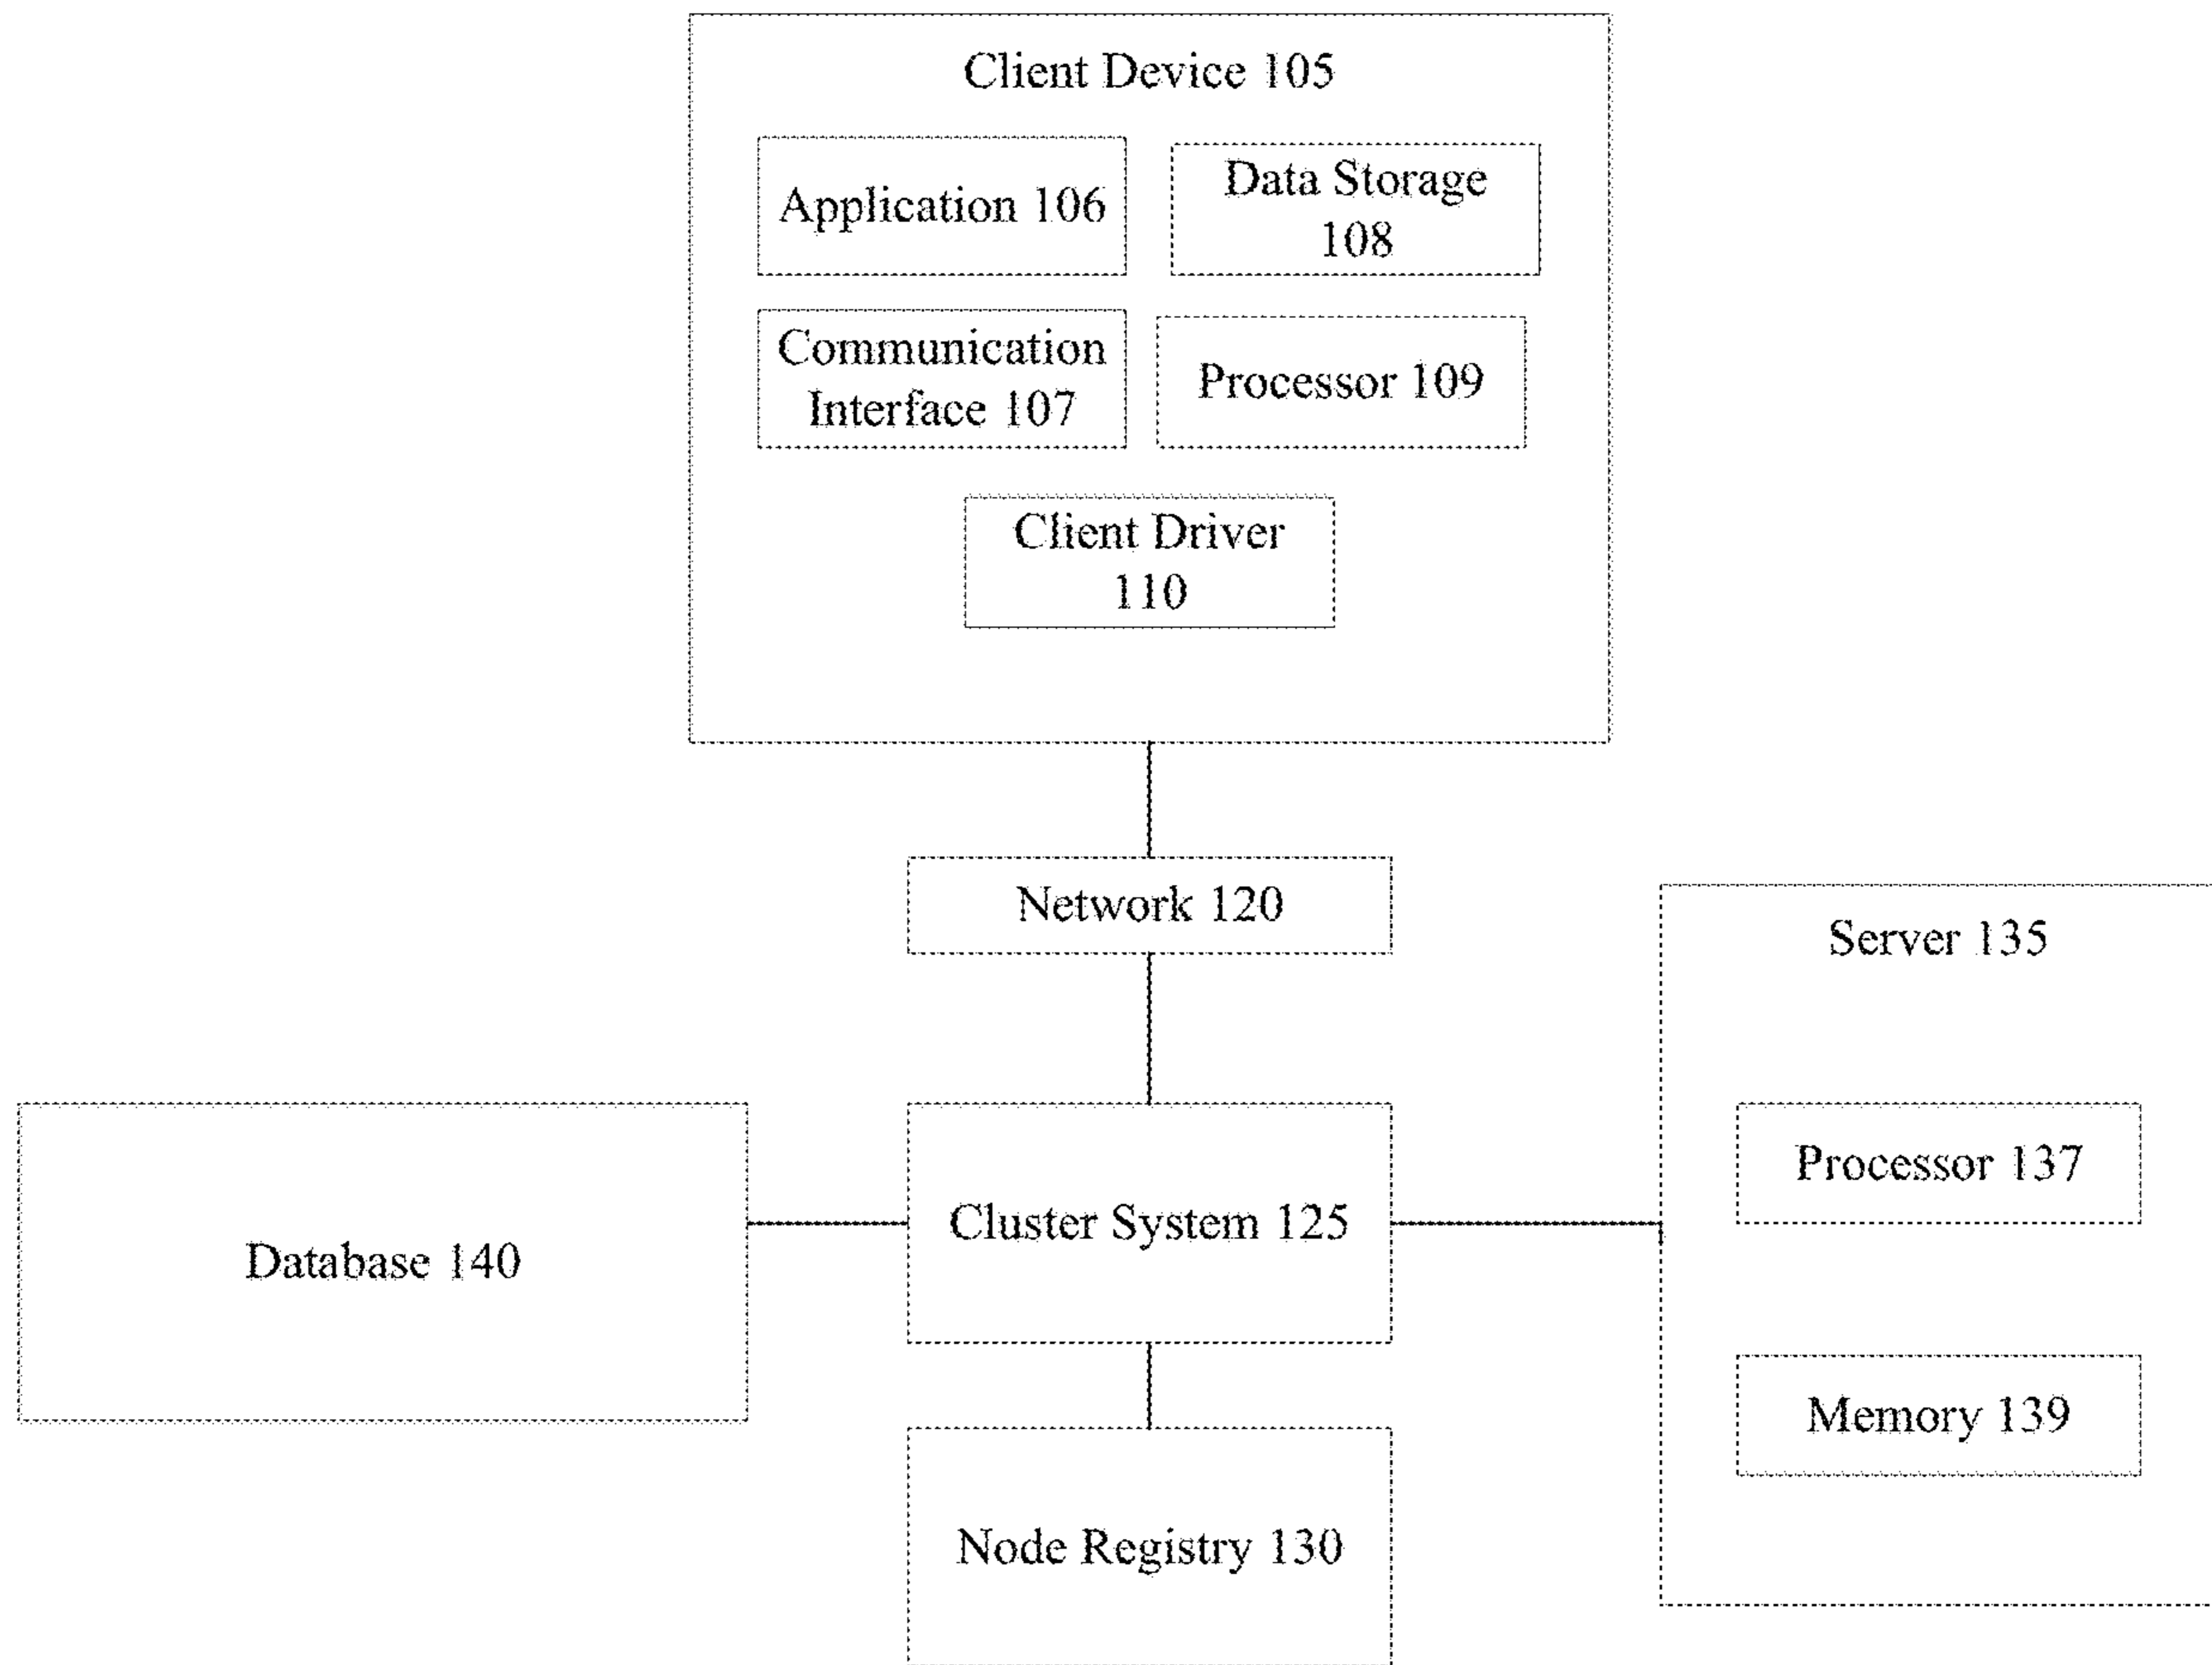 Client Device 105
Application 106
Data Storage
108
Communication
Interface 107
Processor 109
Client Driver
110
Network 120
Server 135
Processor 137
Cluster System 125
Database 140
Memory 139
Node Registry 130